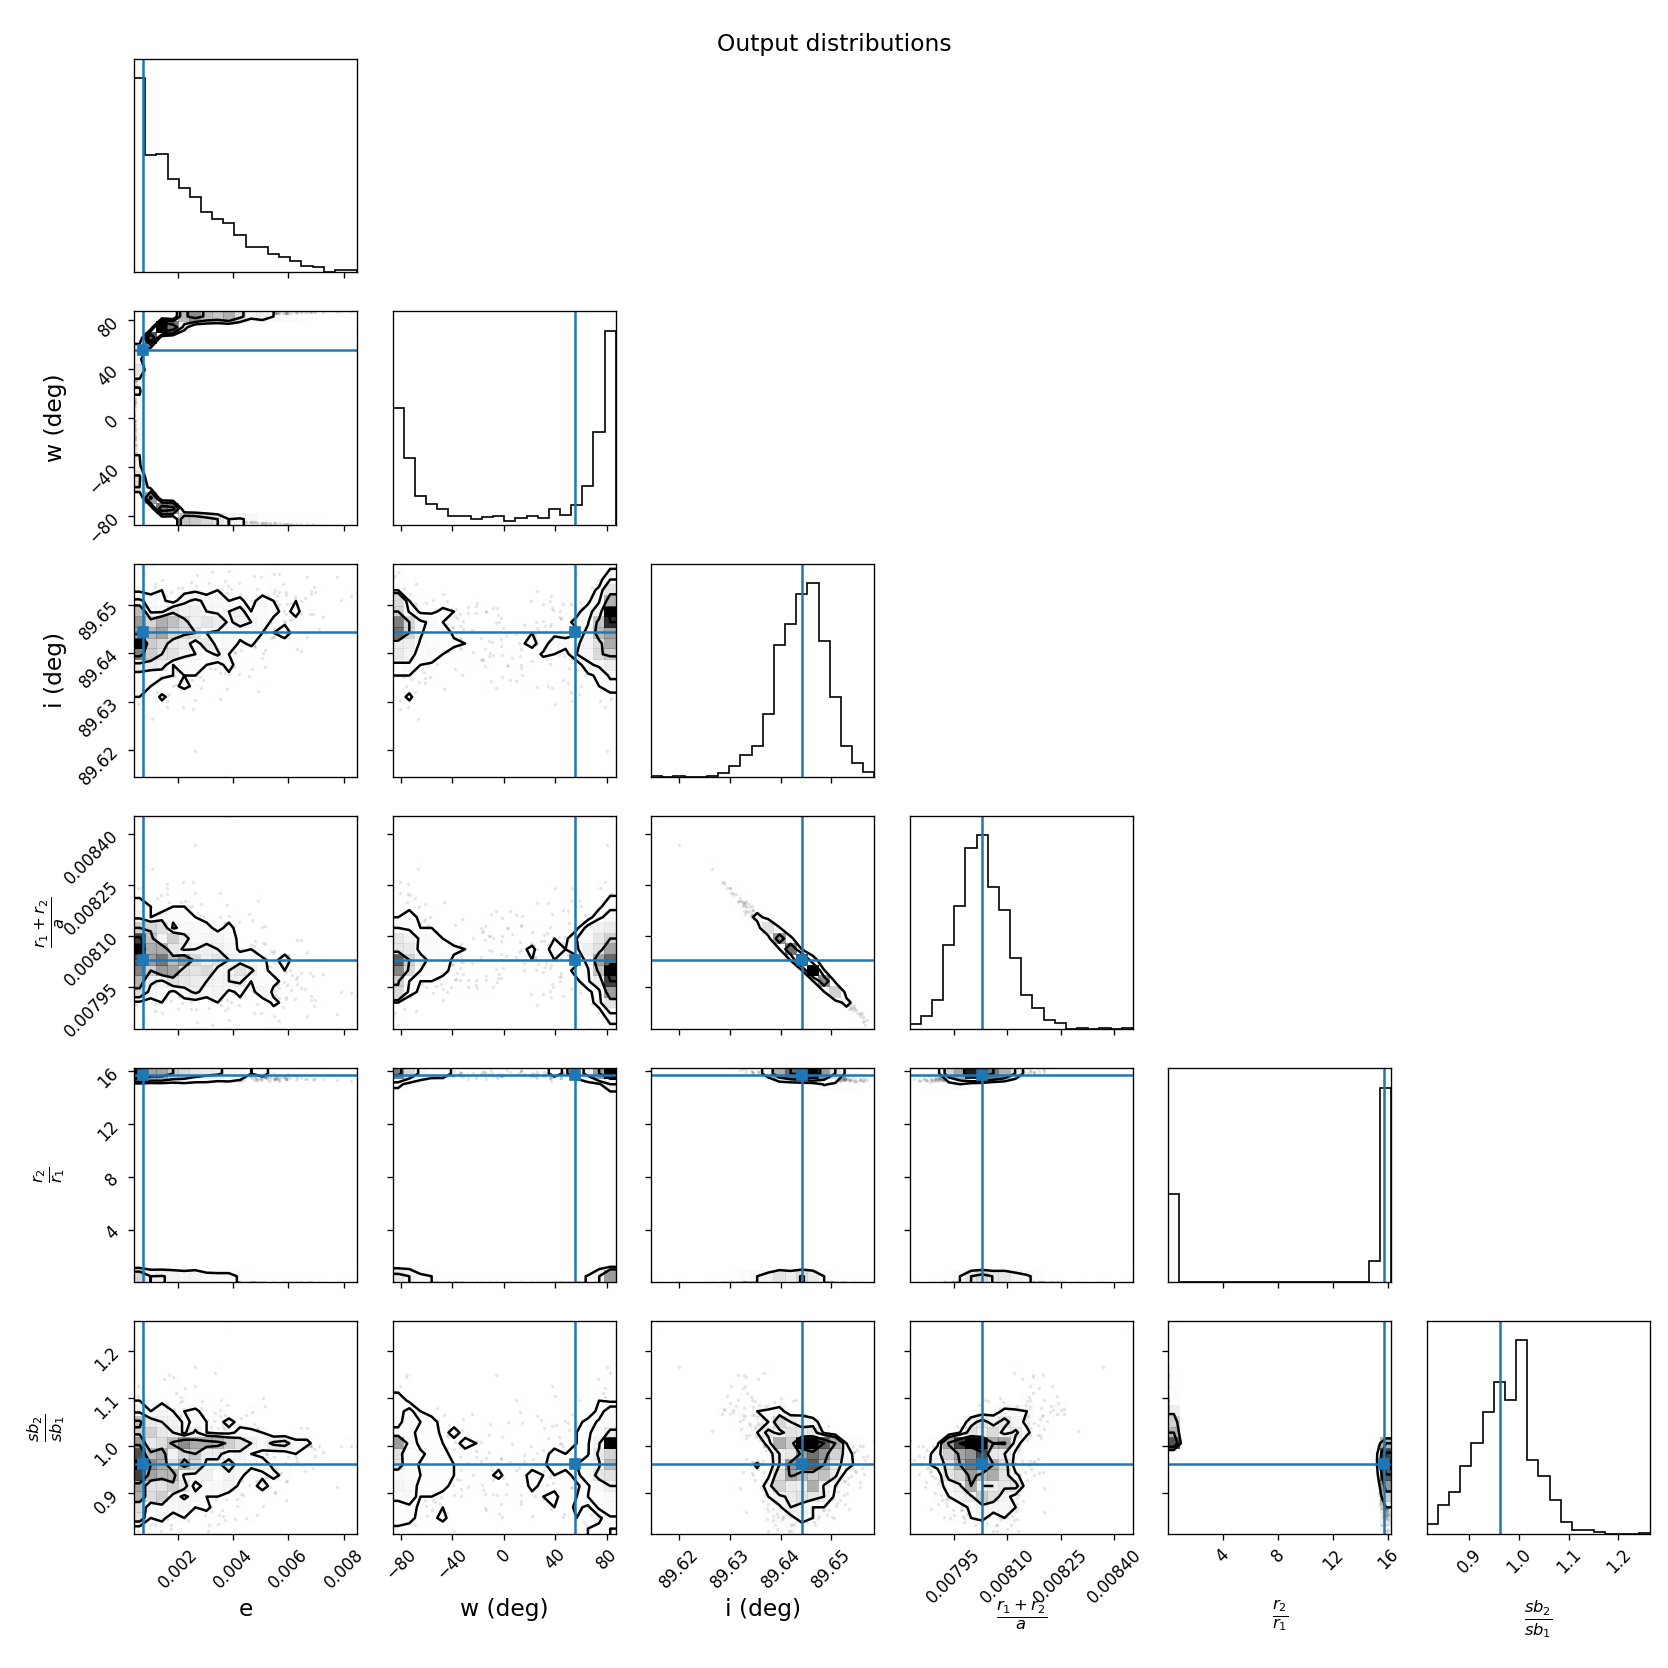 Output distributions
w (deg)
80
40
0
−40
−80
i (deg)
89.65
89.64
89.63
89.62
r₁ + r₂
a
0.00840
0.00825
0.00810
0.00795
r₂
r₁
16
12
8
4
sb₂
sb₁
1.2
1.1
1.0
0.9
0.002 0.004 0.006 0.008
−80 −40 0 40 80
89.62 89.63 89.64 89.65
0.00795 0.00810 0.00825 0.00840
4 8 12 16
0.9 1.0 1.1 1.2
e
w (deg)
i (deg)
r₁ + r₂
a
r₂
r₁
sb₂
sb₁